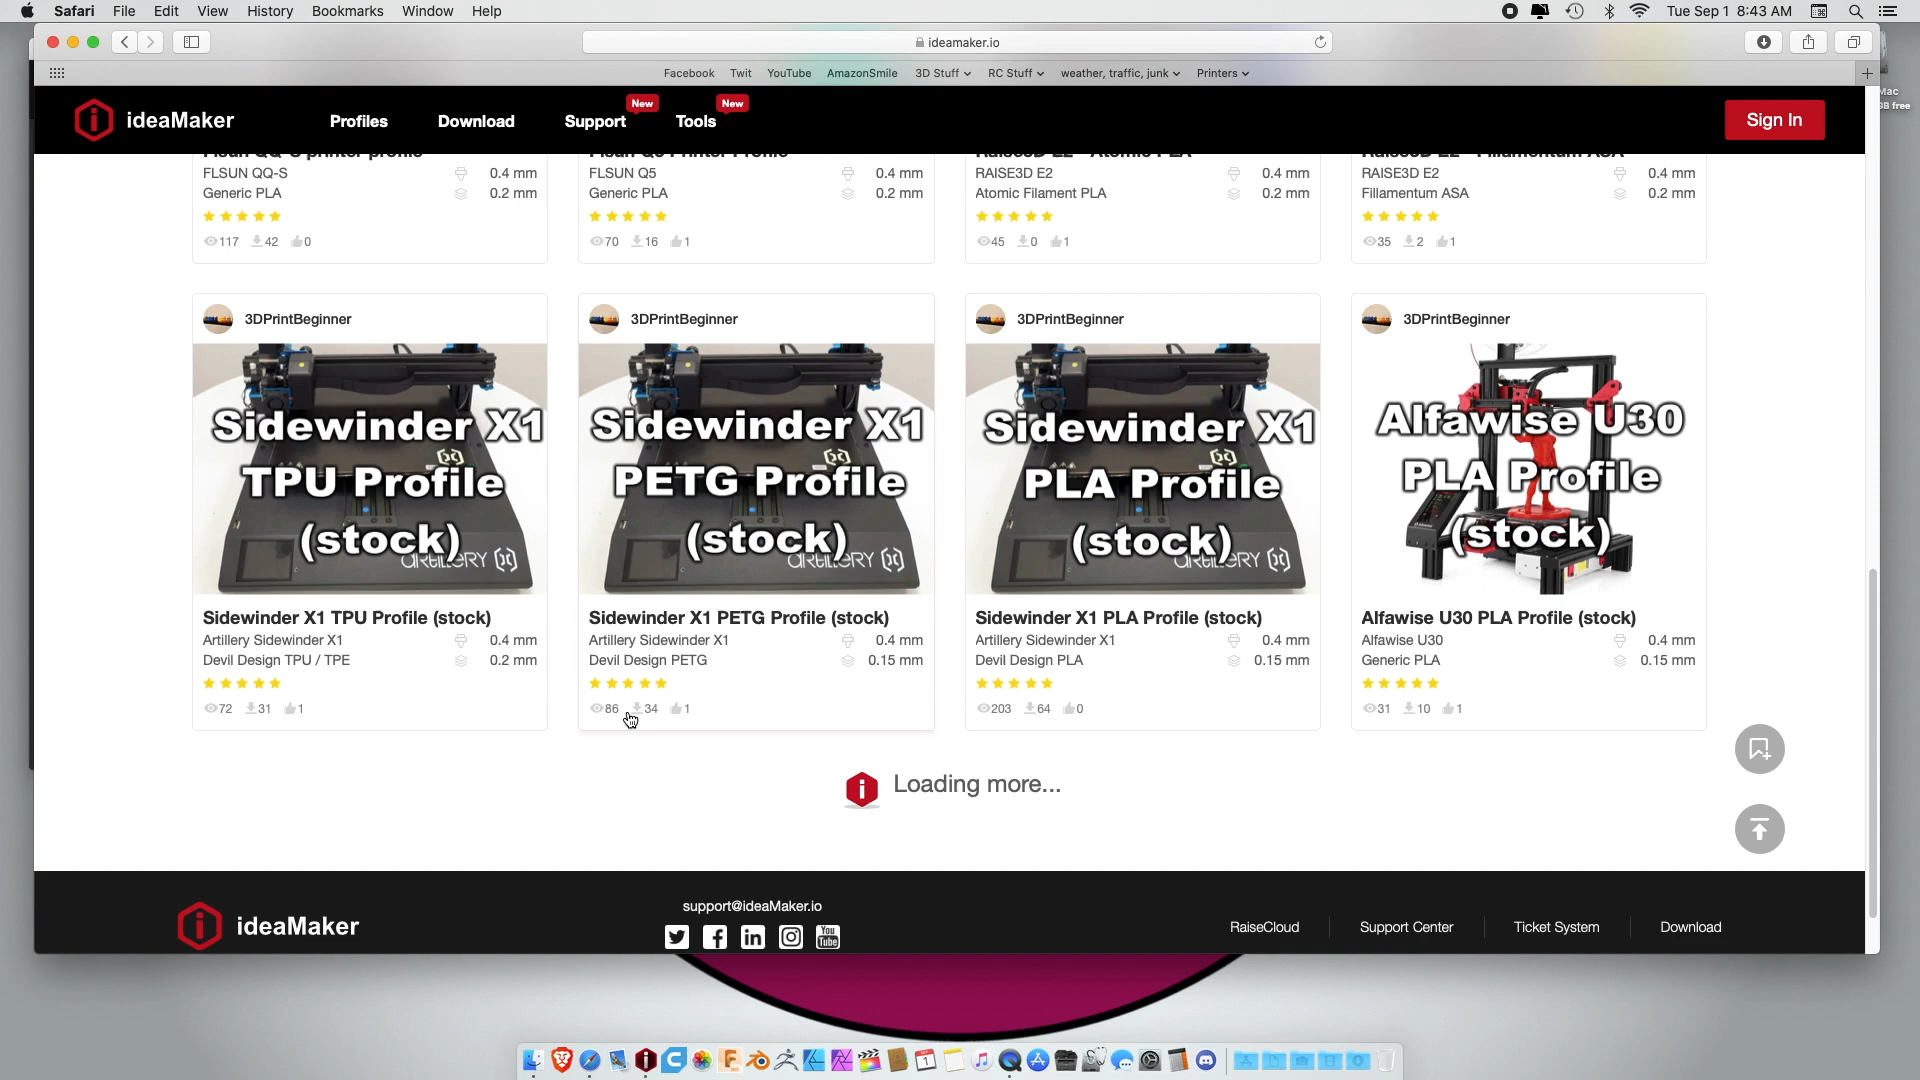 Safari File Edit View History Bookmarks Window Help
Tue Sep 1 8:43 AM
ideamaker.io
Facebook Twit YouTube AmazonSmile 3D Stuff RC Stuff weather, traffic, junk Printers
Mac
GB free
ideaMaker
Profiles Download Support New Tools New
Sign In
FLSUN QQ-S 0.4 mm
Generic PLA 0.2 mm
117 42 0
FLSUN Q5 0.4 mm
Generic PLA 0.2 mm
70 16 1
RAISE3D E2 0.4 mm
Atomic Filament PLA 0.2 mm
45 0 1
RAISE3D E2 0.4 mm
Fillamentum ASA 0.2 mm
35 2 1
3DPrintBeginner
Sidewinder X1
TPU Profile
(stock)
ARTILLERY
Sidewinder X1 TPU Profile (stock)
Artillery Sidewinder X1 0.4 mm
Devil Design TPU / TPE 0.2 mm
72 31 1
3DPrintBeginner
Sidewinder X1
PETG Profile
(stock)
ARTILLERY
Sidewinder X1 PETG Profile (stock)
Artillery Sidewinder X1 0.4 mm
Devil Design PETG 0.15 mm
86 34 1
3DPrintBeginner
Sidewinder X1
PLA Profile
(stock)
ARTILLERY
Sidewinder X1 PLA Profile (stock)
Artillery Sidewinder X1 0.4 mm
Devil Design PLA 0.15 mm
203 64 0
3DPrintBeginner
Alfawise U30
PLA Profile
(stock)
Alfawise U30 PLA Profile (stock)
Alfawise U30 0.4 mm
Generic PLA 0.15 mm
31 10 1
Loading more...
ideaMaker
support@ideaMaker.io
You
Tube
RaiseCloud Support Center Ticket System Download